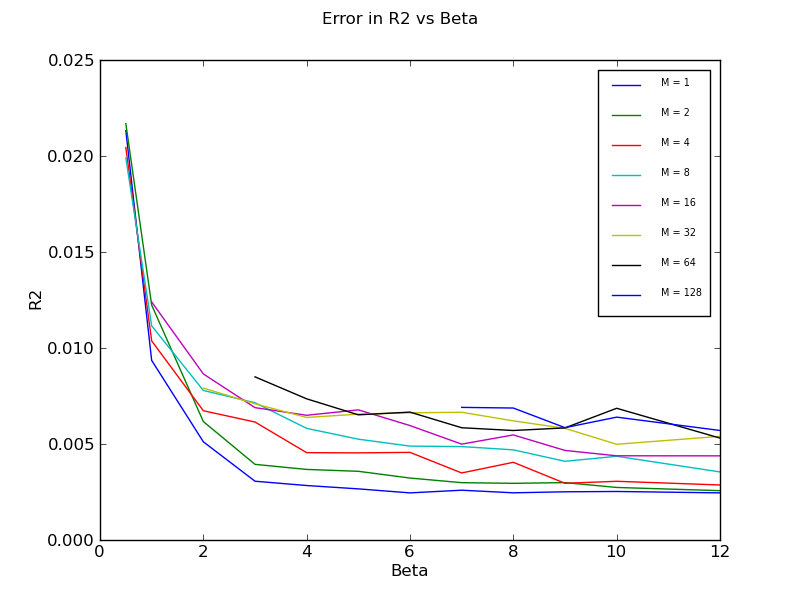 Error in R2 vs Beta
0.025
0.020
0.015
0.010
0.005
0.000
R2
0 2 4 6 8 10 12
Beta
M = 1
M = 2
M = 4
M = 8
M = 16
M = 32
M = 64
M = 128